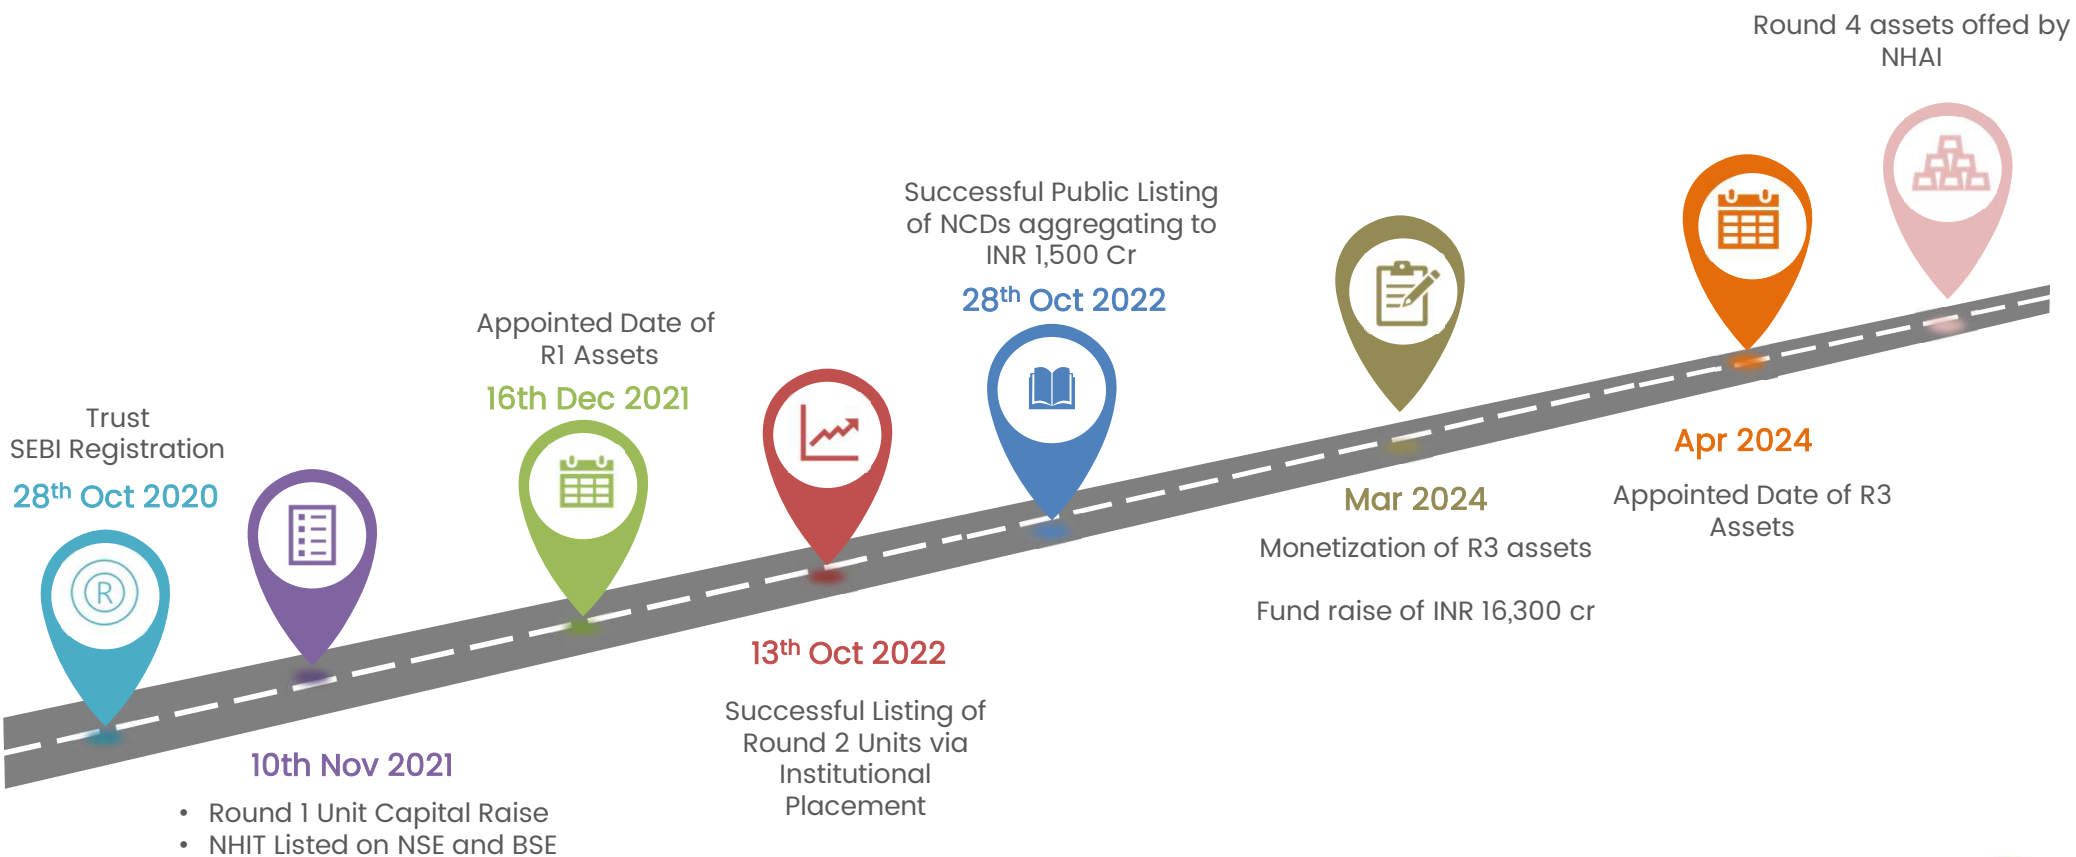 Trust
SEBI Registration
28th Oct 2020
R
10th Nov 2021
• Round 1 Unit Capital Raise
• NHIT Listed on NSE and BSE
Appointed Date of
R1 Assets
16th Dec 2021
13th Oct 2022
Successful Listing of
Round 2 Units via
Institutional
Placement
Successful Public Listing
of NCDs aggregating to
INR 1,500 Cr
28th Oct 2022
Mar 2024
Monetization of R3 assets
Fund raise of INR 16,300 cr
Apr 2024
Appointed Date of R3
Assets
Round 4 assets offed by
NHAI